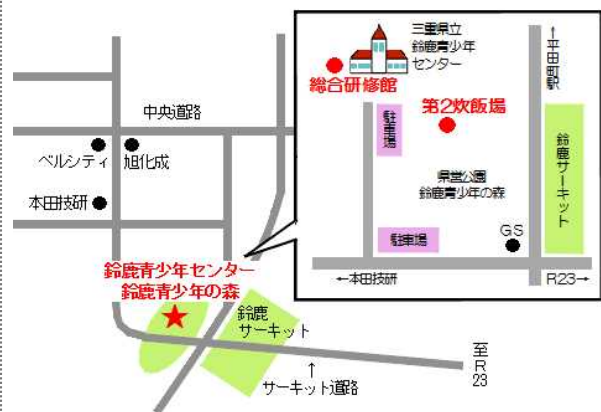 中央道路
ベルシティ
旭化成
本田技研
鈴鹿青少年センター
鈴鹿青少年の森
鈴鹿
サーキット
↑
サーキット道路
至
R
23
三重県立
鈴鹿青少年
センター
総合研修館
第2炊飯場
駐車場
県営公園
鈴鹿青少年の森
駐車場
GS
←本田技研
R23→
←平田町駅
鈴鹿サーキット